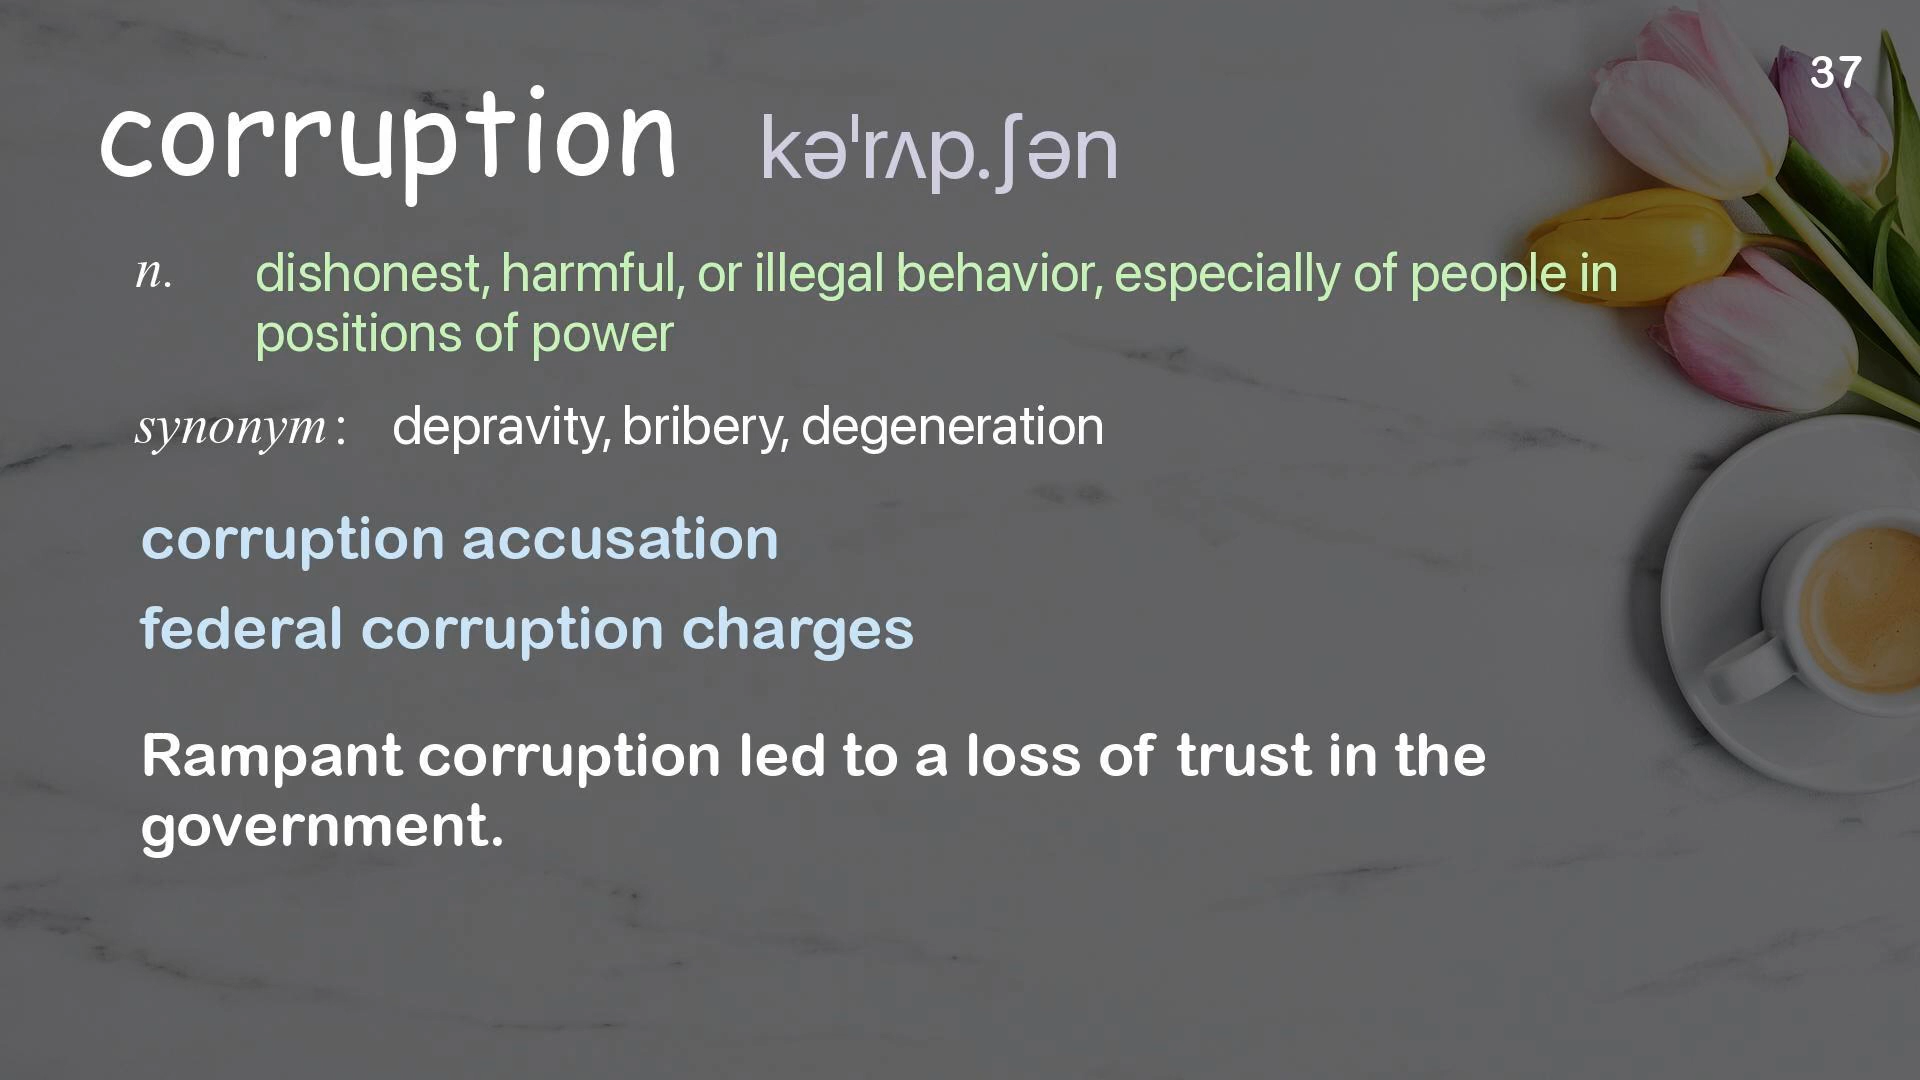 37
corruption kəˈrʌp.ʃən
n. dishonest, harmful, or illegal behavior, especially of people in
positions of power
synonym: depravity, bribery, degeneration
corruption accusation
federal corruption charges
Rampant corruption led to a loss of trust in the
government.